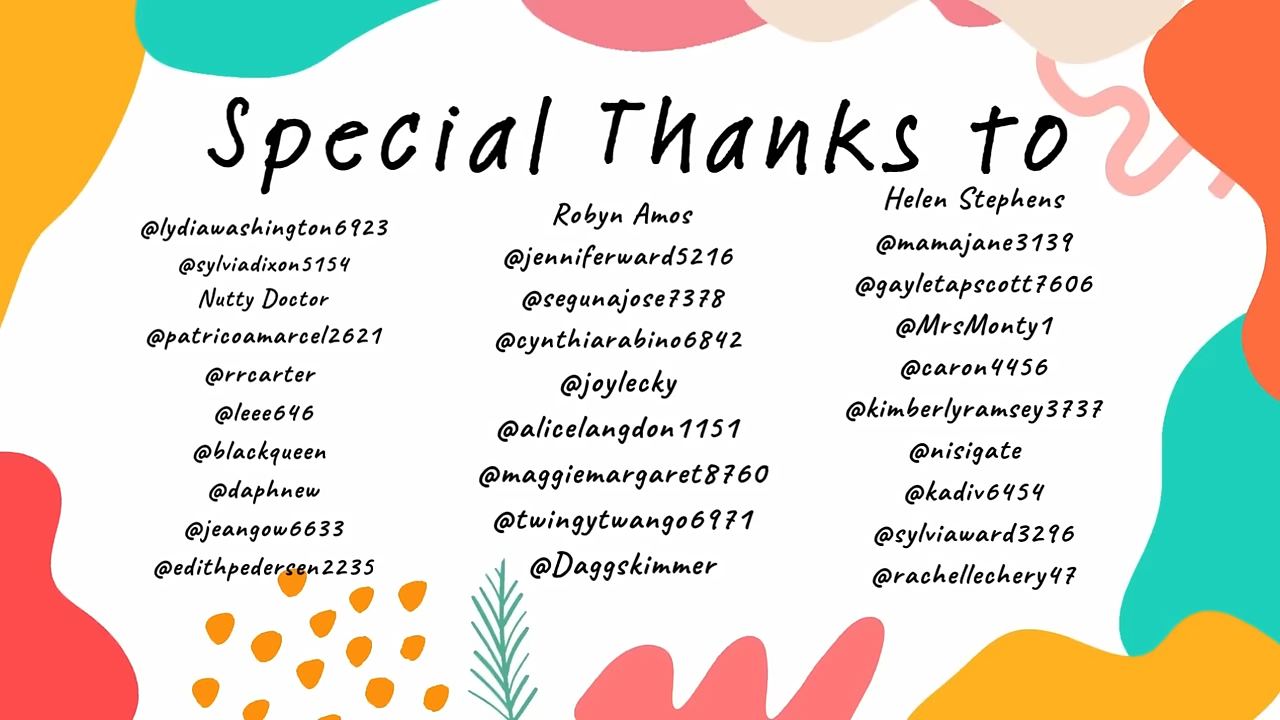 Special Thanks to
@lydiawashington6923
@sylviadixon5154
Nutty Doctor
@patricoamarcel2621
@rrcarter
@leee646
@blackqueen
@daphnew
@jeangow6633
@edithpedersen2235
Robyn Amos
@jenniferward5216
@segunajose7378
@cynthiarabino6842
@joylecky
@alicelangdon1151
@maggiemargaret8760
@twingytwango6971
@Daggskimmer
Helen Stephens
@mamajane3139
@gayletapscott7606
@MrsMonty1
@caron4456
@kimberlyramsey3737
@nisigate
@kadiv6454
@sylviaward3296
@rachellechery47